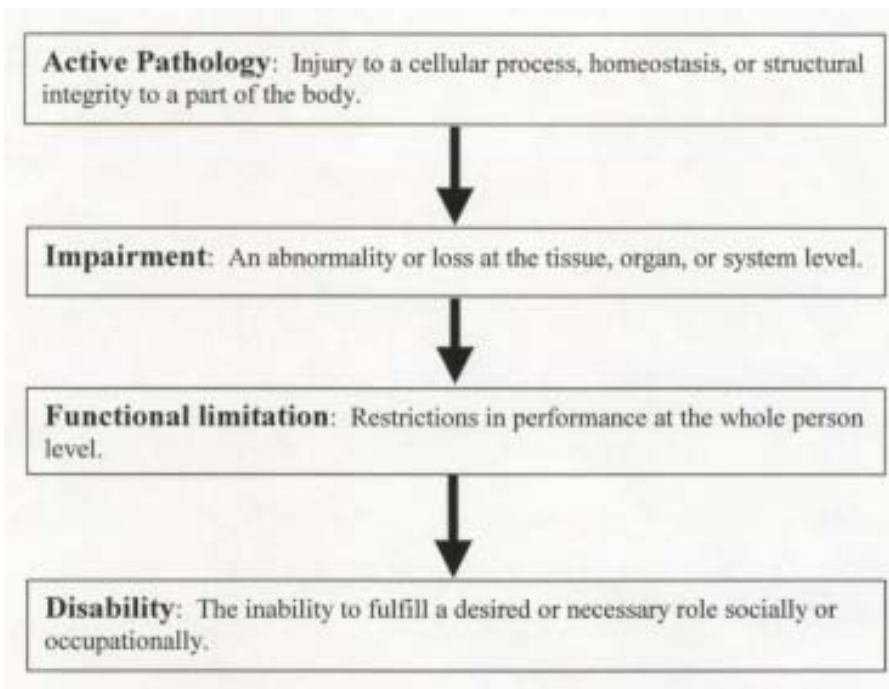 Active Pathology: Injury to a cellular process, homeostasis, or structural
integrity to a part of the body.
Impairment: An abnormality or loss at the tissue, organ, or system level.
Functional limitation: Restrictions in performance at the whole person
level.
Disability: The inability to fulfill a desired or necessary role socially or
occupationally.